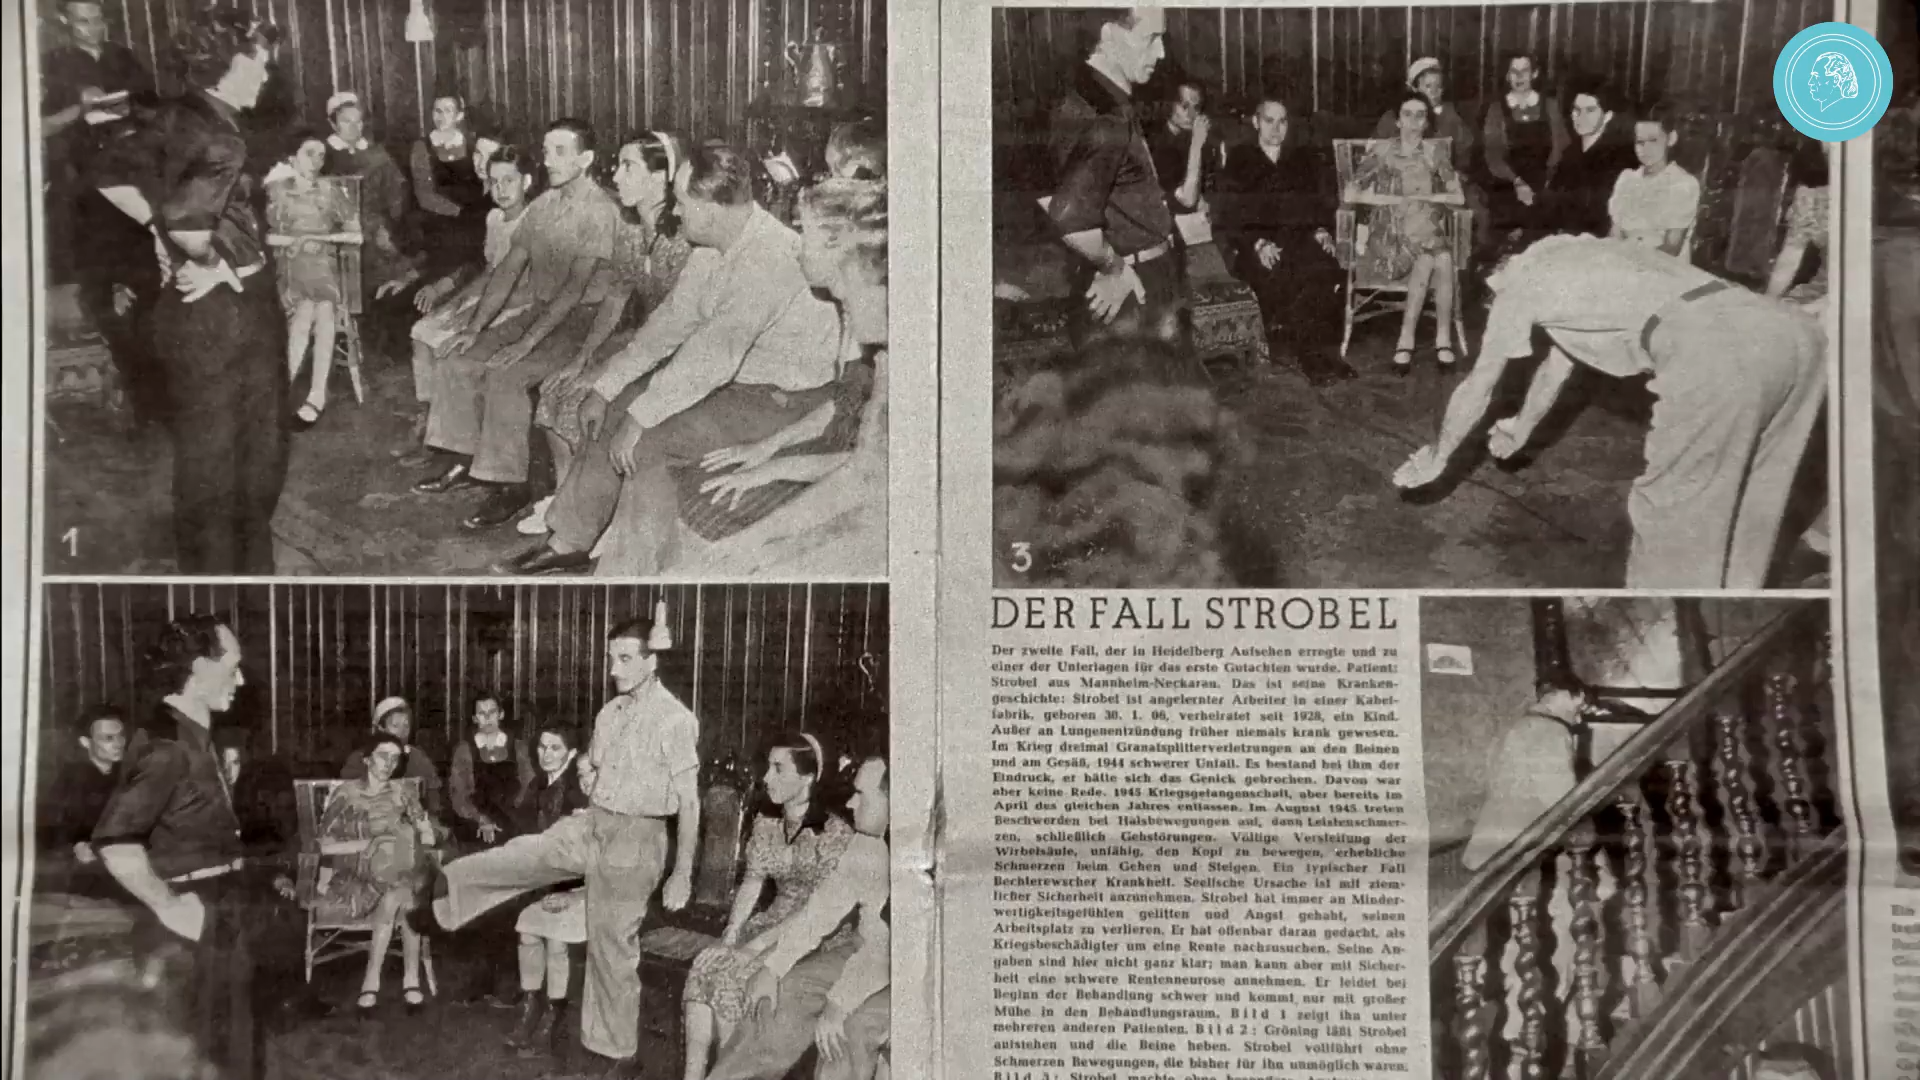 1
3
DER FALL STROBEL
Der zweite Fall, der in Heidelberg Aufsehen erregte und zu
einer der Unterlagen für das erste Gutachten wurde. Patient:
Strobel aus Mannheim-Neckarau. Das ist seine Kranken-
geschichte: Strobel ist angelernter Arbeiter in einer Kabel-
fabrik, geboren 30. 1. 06, verheiratet seit 1928, ein Kind.
Außer an Lungenentzündung früher niemals krank gewesen.
Im Krieg dreimal Granatsplitterverletzungen an den Beinen
und am Gesäß, 1944 schwerer Unfall. Es bestand bei ihm der
Eindruck, er hätte sich das Genick gebrochen. Davon war
aber keine Rede. 1945 Kriegsgefangenschaft, aber bereits im
April des gleichen Jahres entlassen. Im August 1945 treten
Beschwerden bei Halsbewegungen auf, dann Leistenschmer-
zen, schließlich Gehstörungen. Völlige Versteifung der
Wirbelsäule, unfähig, den Kopf zu bewegen, erhebliche
Schmerzen beim Gehen und Steigen. Ein typischer Fall
Bechterewscher Krankheit. Seelische Ursache ist mit ziem-
licher Sicherheit anzunehmen. Strobel hat immer an Minder-
wertigkeitsgefühlen gelitten und Angst gehabt, seinen
Arbeitsplatz zu verlieren. Er hat offenbar daran gedacht, als
Kriegsbeschädigter um eine Rente nachzusuchen. Seine An-
gaben sind hier nicht ganz klar; man kann aber mit Sicher-
heit eine schwere Rentenneurose annehmen. Er leidet bei
Beginn der Behandlung schwer und kommt nur mit großer
Mühe in den Behandlungsraum. Bild 1 zeigt ihn unter
mehreren anderen Patienten. Bild 2: Gröning läßt Strobel
aufstehen und die Beine heben. Strobel vollführt ohne
Schmerzen Bewegungen, die bisher für ihn unmöglich waren.
Bild 3: Strobel machte ohne